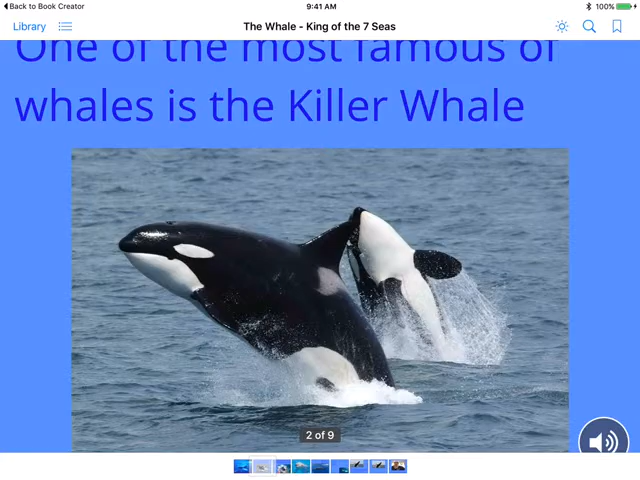 Back to Book Creator
9:41 AM
100%
Library
The Whale - King of the 7 Seas
One of the most famous of
whales is the Killer Whale
2 of 9